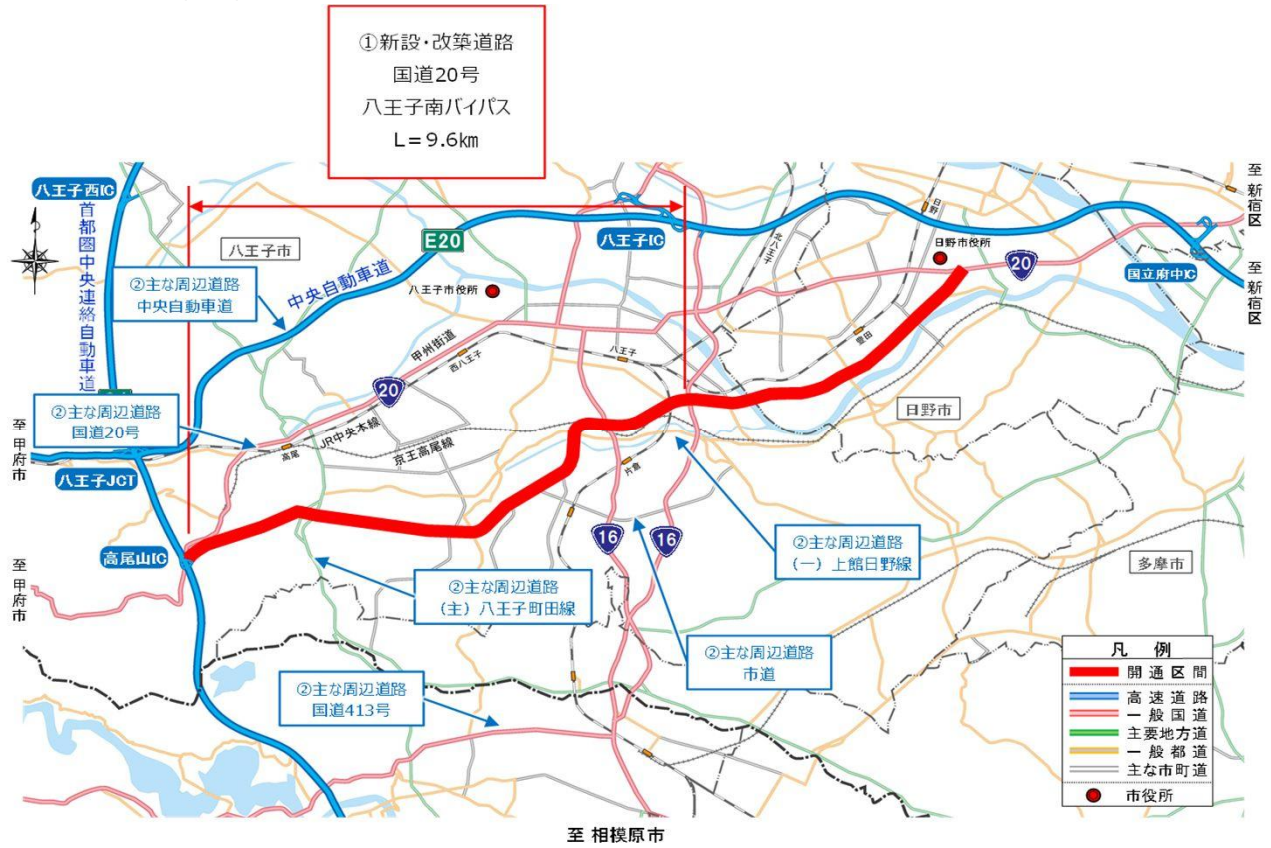 ①新設・改築道路
国道20号
八王子南バイパス
L=9.6km
八王子西IC
首都圏中央連絡自動車道
八王子市
②主な周辺道路
中央自動車道
中央自動車道
E20
八王子市役所
八王子IC
北八王子
日野
日野市役所
20
国立府中IC
至 新宿区
至 新宿区
甲州街道
西八王子
八王子
豊田
日野市
20
②主な周辺道路
国道20号
JR中央本線
高尾
京王高尾線
至 甲府市
八王子JCT
片倉
高尾山IC
至 甲府市
16
16
②主な周辺道路
(一)上館日野線
②主な周辺道路
(主)八王子町田線
②主な周辺道路
市道
多摩市
②主な周辺道路
国道413号
凡 例
開通区間
高速道路
一般国道
主要地方道
一般都道
主な市町道
市役所
至 相模原市